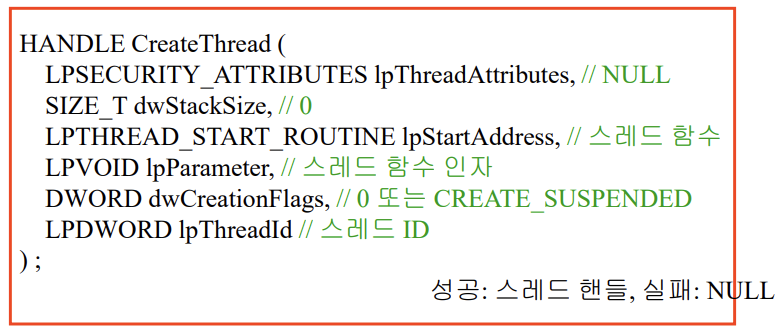 HANDLE CreateThread (
LPSECURITY_ATTRIBUTES lpThreadAttributes, // NULL
SIZE_T dwStackSize, // 0
LPTHREAD_START_ROUTINE lpStartAddress, // 스레드 함수
LPVOID lpParameter, // 스레드 함수 인자
DWORD dwCreationFlags, // 0 또는 CREATE_SUSPENDED
LPDWORD lpThreadId // 스레드 ID
) ;
성공: 스레드 핸들, 실패: NULL